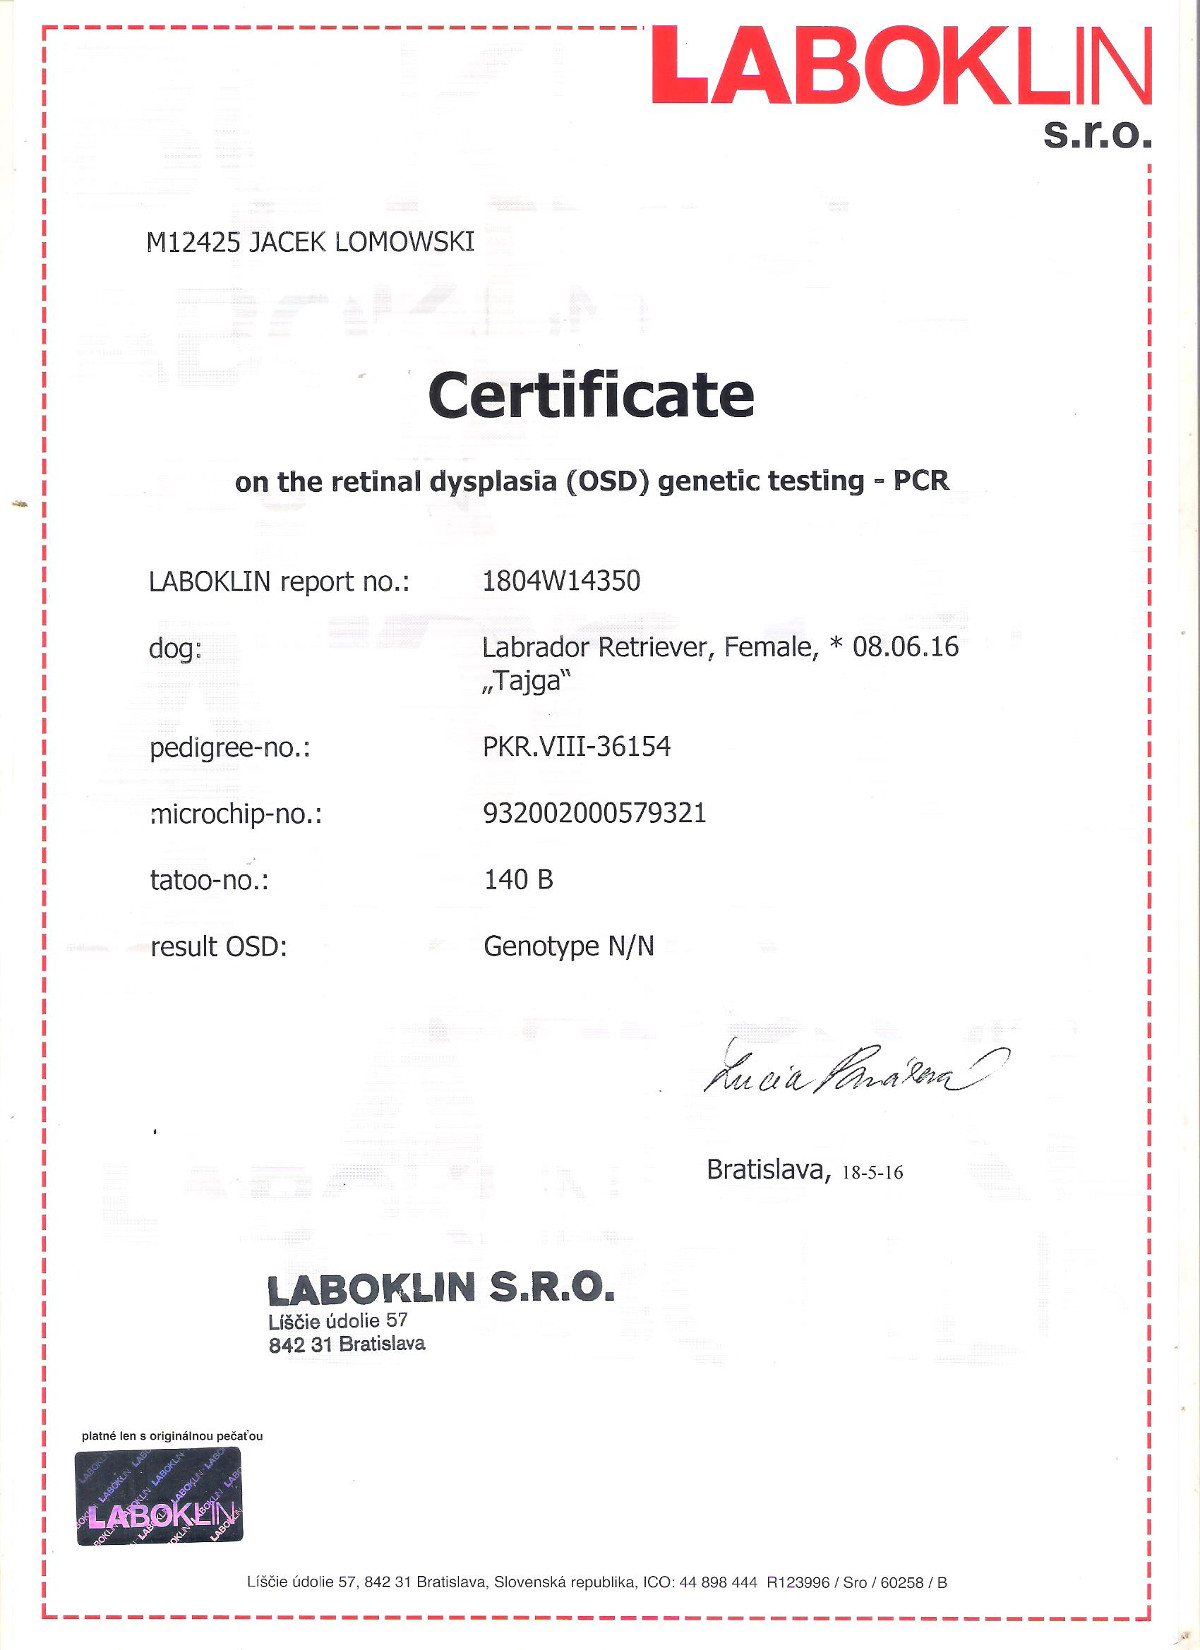 LABOKLIN
s.r.o.
M12425 JACEK LOMOWSKI
Certificate
on the retinal dysplasia (OSD) genetic testing - PCR
LABOKLIN report no.: 1804W14350
dog: Labrador Retriever, Female, * 08.06.16
„Tajga“
pedigree-no.: PKR.VIII-36154
microchip-no.: 932002000579321
tatoo-no.: 140 B
result OSD: Genotype N/N
Lucia
Bratislava, 18-5-16
LABOKLIN S.R.O.
Líščie údolie 57
842 31 Bratislava
platné len s originálnou pečaťou
LABOKLIN
Líščie údolie 57, 842 31 Bratislava, Slovenská republika, ICO: 44 898 444 R123996 / Sro / 60258 / B